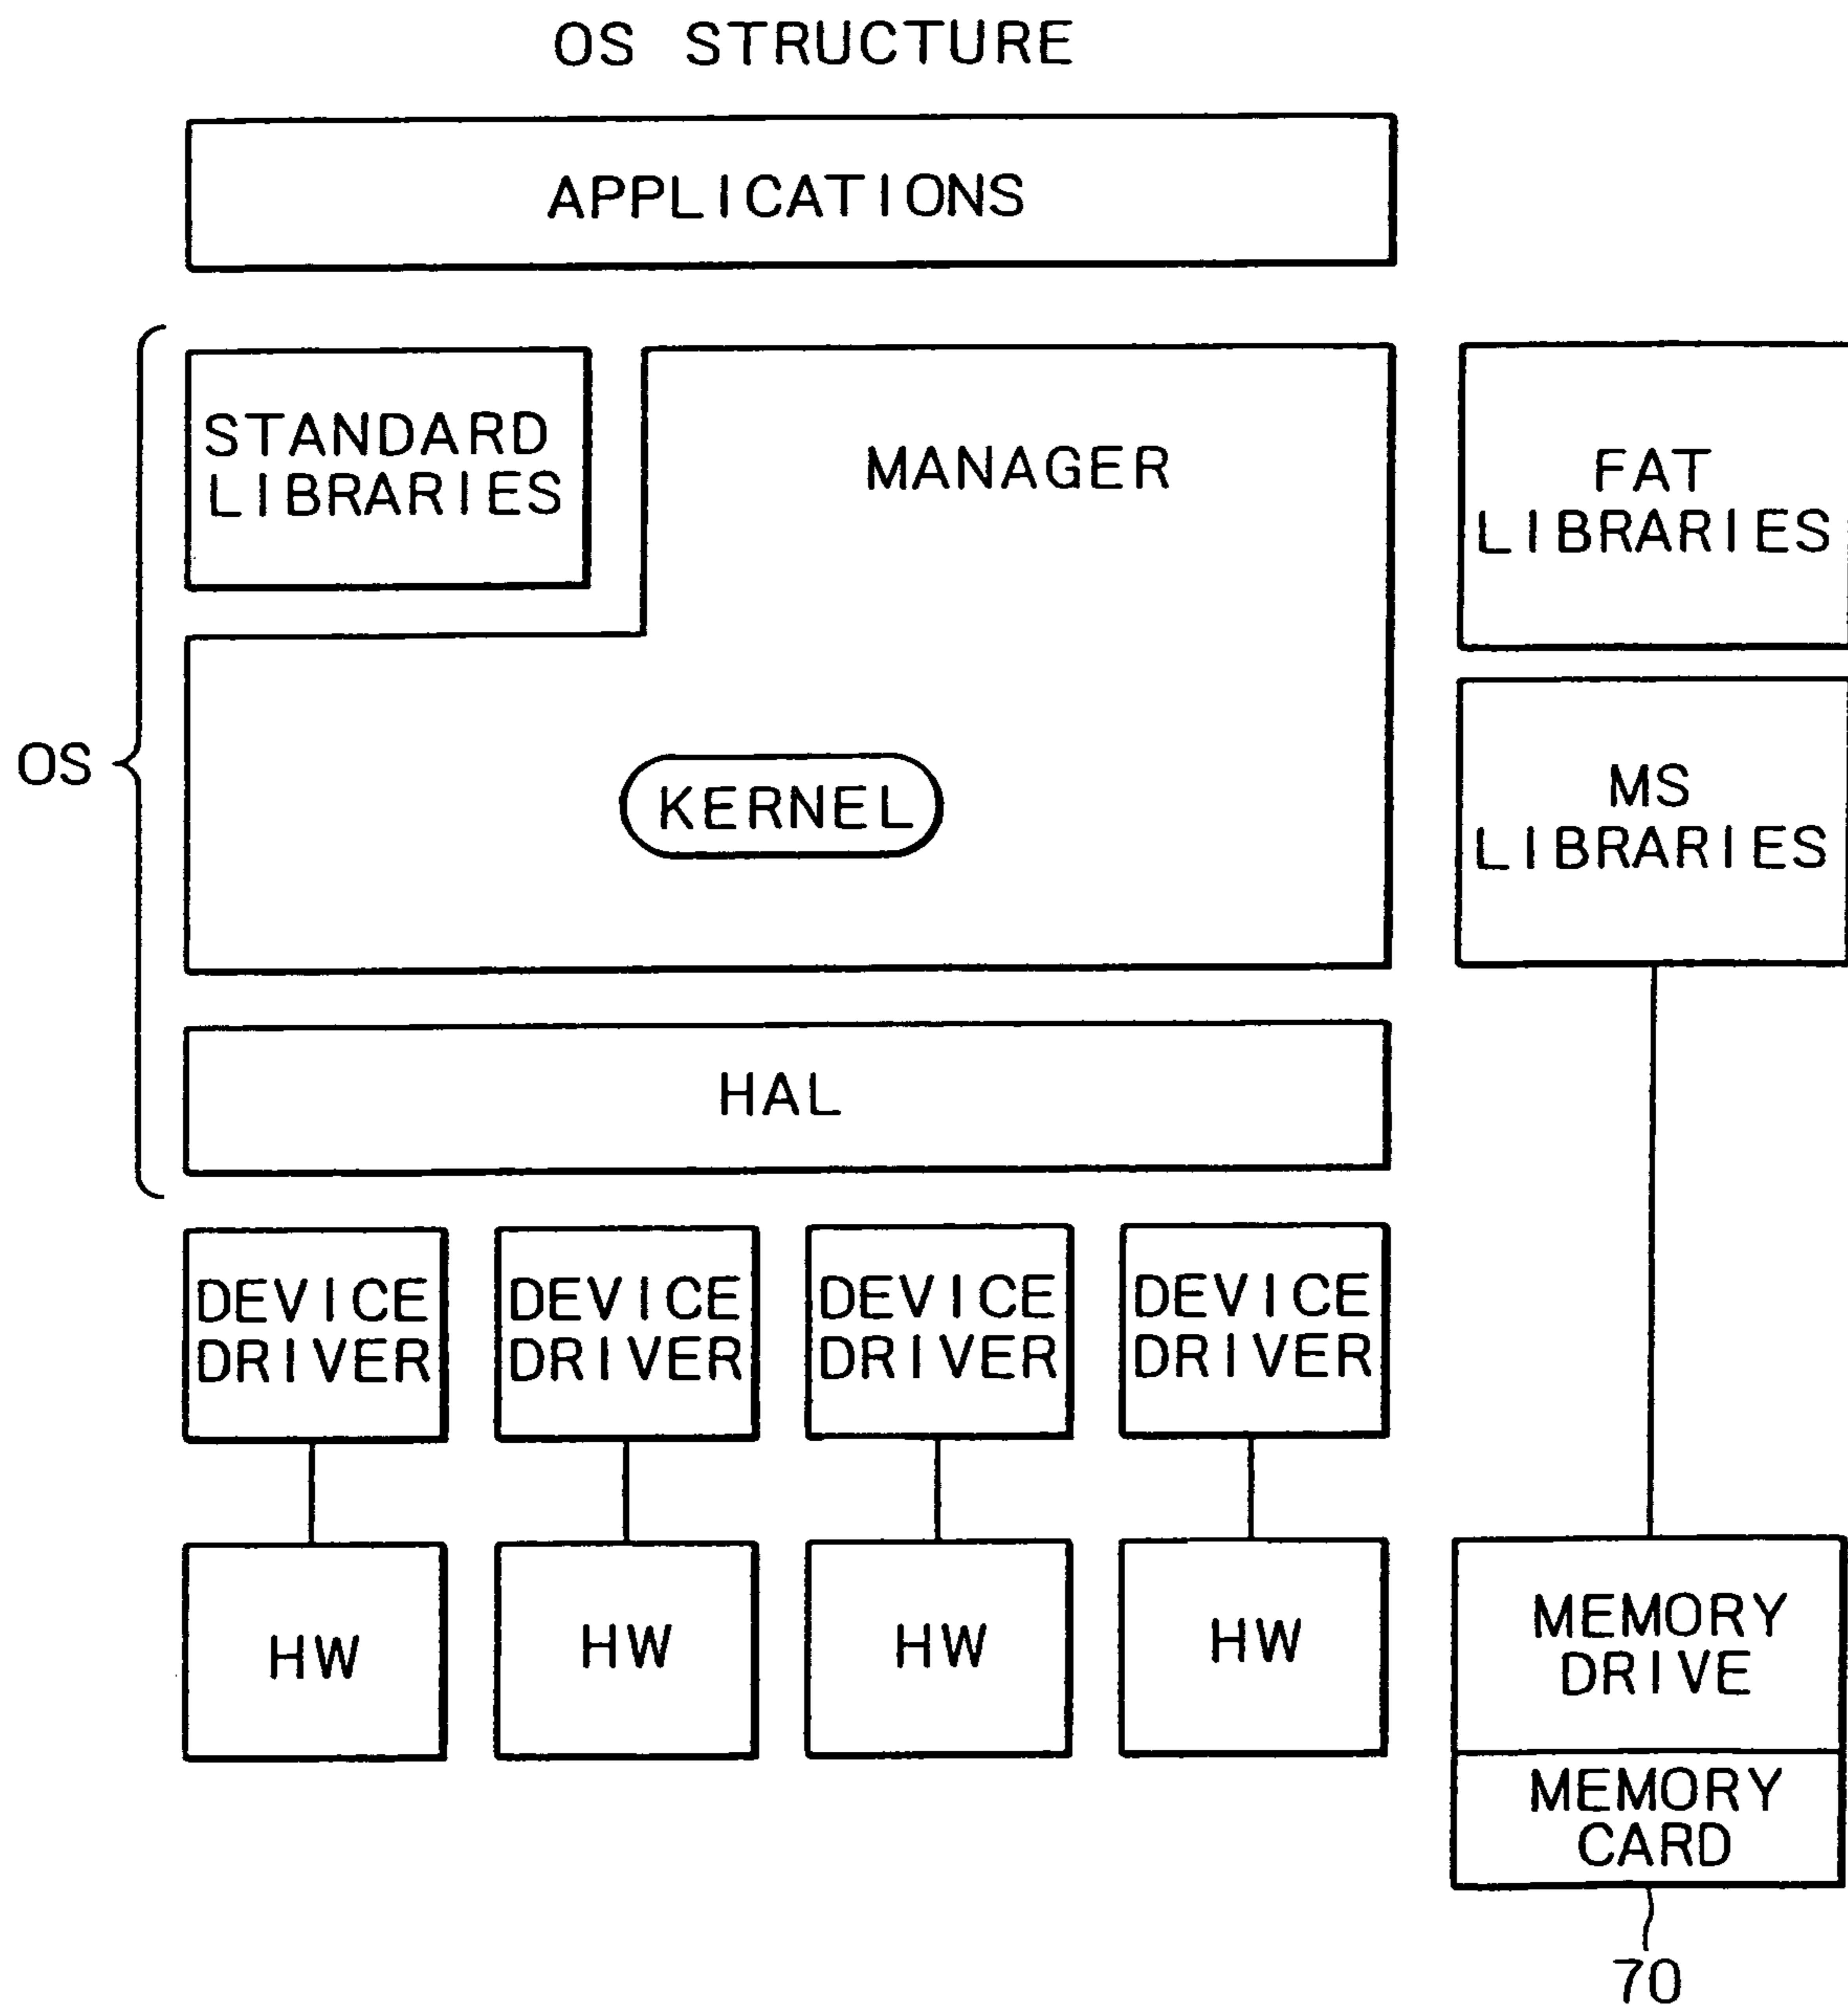 OS STRUCTURE
APPLICATIONS
STANDARD
LIBRARIES
MANAGER
FAT
LIBRARIES
OS
KERNEL
MS
LIBRARIES
HAL
DEVICE
DRIVER
DEVICE
DRIVER
DEVICE
DRIVER
DEVICE
DRIVER
HW
HW
HW
HW
MEMORY
DRIVE
MEMORY
CARD
70